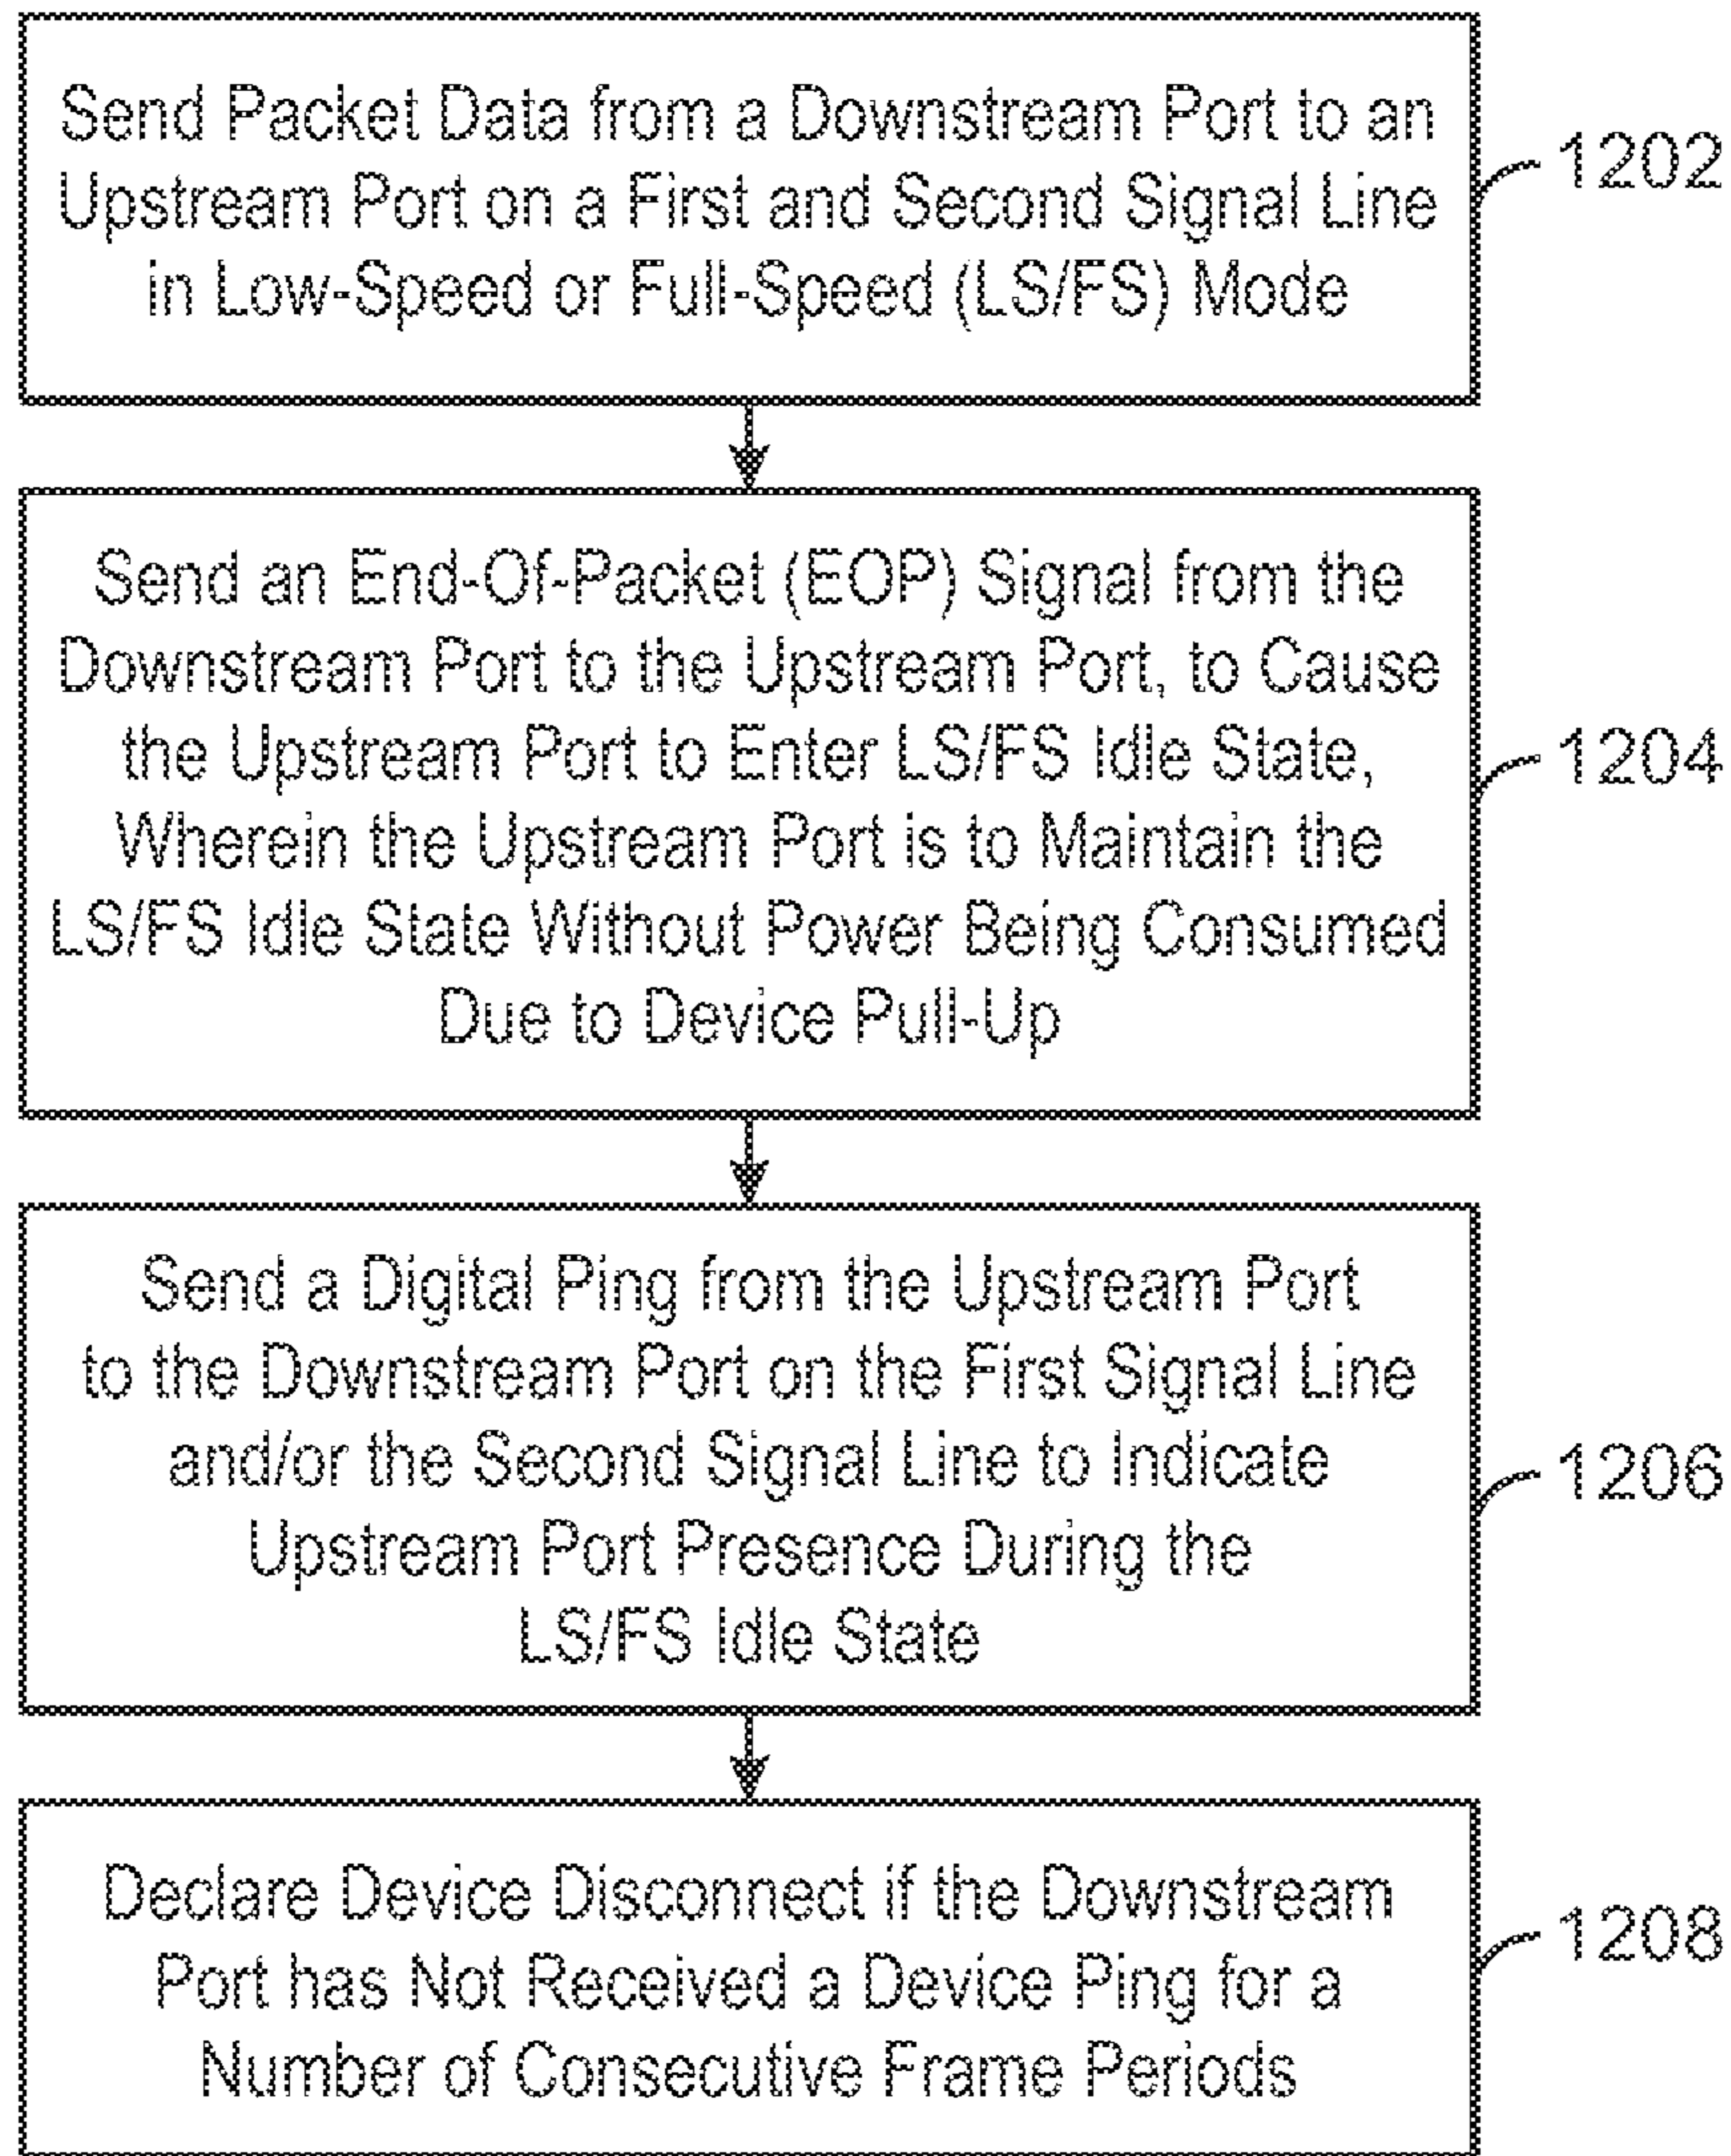 Send Packet Data from a Downstream Port to an
Upstream Port on a First and Second Signal Line
in Low-Speed or Full-Speed (LS/FS) Mode
1202
Send an End-Of-Packet (EOP) Signal from the
Downstream Port to the Upstream Port, to Cause
the Upstream Port to Enter LS/FS Idle State,
Wherein the Upstream Port is to Maintain the
LS/FS Idle State Without Power Being Consumed
Due to Device Pull-Up
1204
Send a Digital Ping from the Upstream Port
to the Downstream Port on the First Signal Line
and/or the Second Signal Line to Indicate
Upstream Port Presence During the
LS/FS Idle State
1206
Declare Device Disconnect if the Downstream
Port has Not Received a Device Ping for a
Number of Consecutive Frame Periods
1208